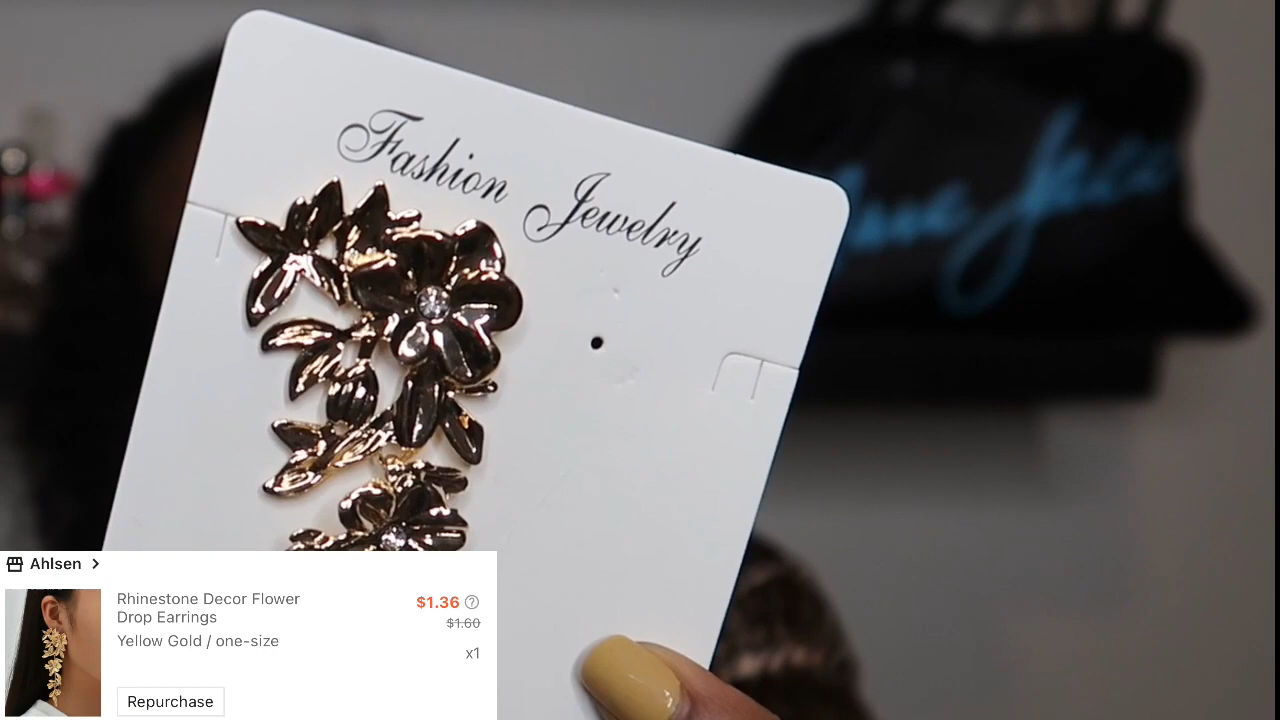 Fashion Jewelry
Ahlsen
Rhinestone Decor Flower
Drop Earrings
Yellow Gold / one-size
$1.36
$1.60
x1
Repurchase